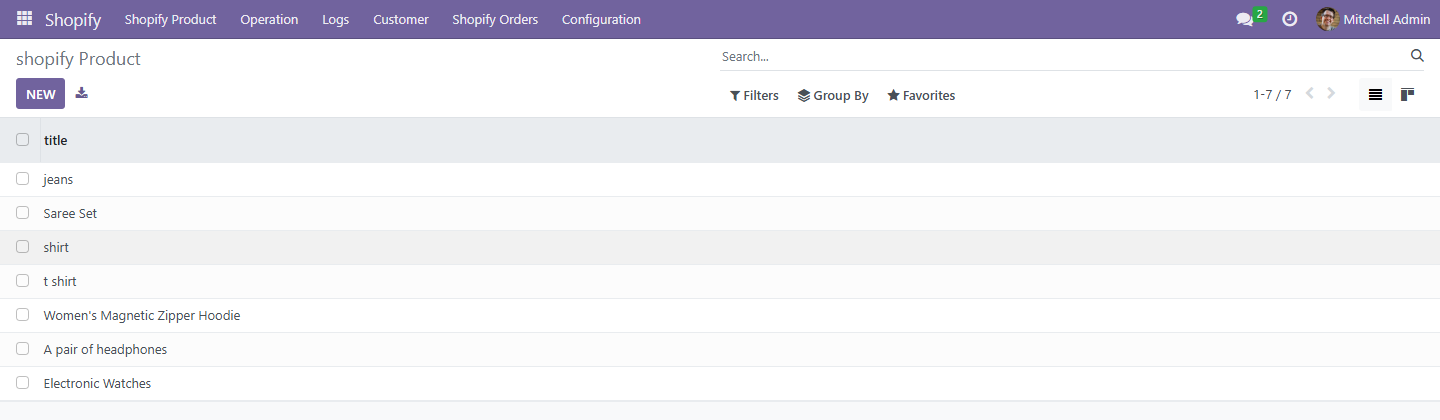 Shopify Shopify Product Operation Logs Customer Shopify Orders Configuration 2 Mitchell Admin
shopify Product Search...
NEW Filters Group By Favorites 1-7 / 7
title
jeans
Saree Set
shirt
t shirt
Women's Magnetic Zipper Hoodie
A pair of headphones
Electronic Watches